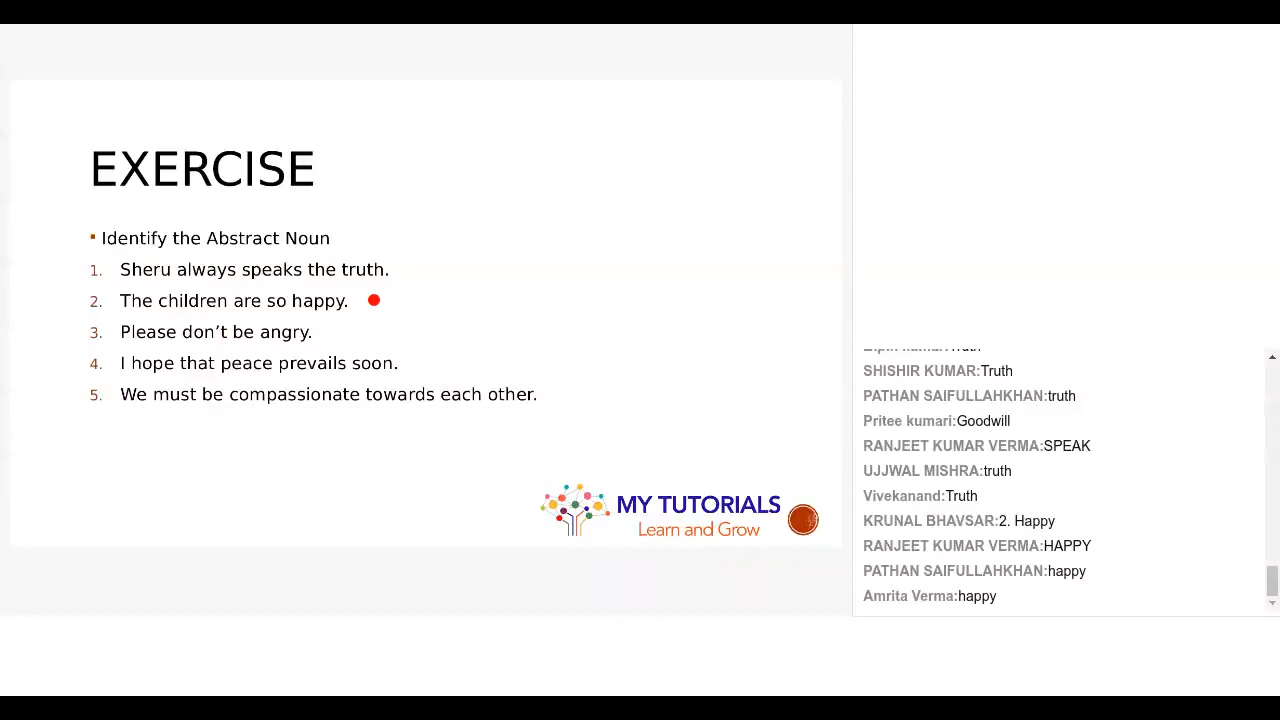 EXERCISE
▪ Identify the Abstract Noun
1. Sheru always speaks the truth.
2. The children are so happy.
3. Please don’t be angry.
4. I hope that peace prevails soon.
5. We must be compassionate towards each other.
MY TUTORIALS
Learn and Grow
SHISHIR KUMAR:Truth
PATHAN SAIFULLAHKHAN:truth
Pritee kumari:Goodwill
RANJEET KUMAR VERMA:SPEAK
UJJWAL MISHRA:truth
Vivekanand:Truth
KRUNAL BHAVSAR:2. Happy
RANJEET KUMAR VERMA:HAPPY
PATHAN SAIFULLAHKHAN:happy
Amrita Verma:happy